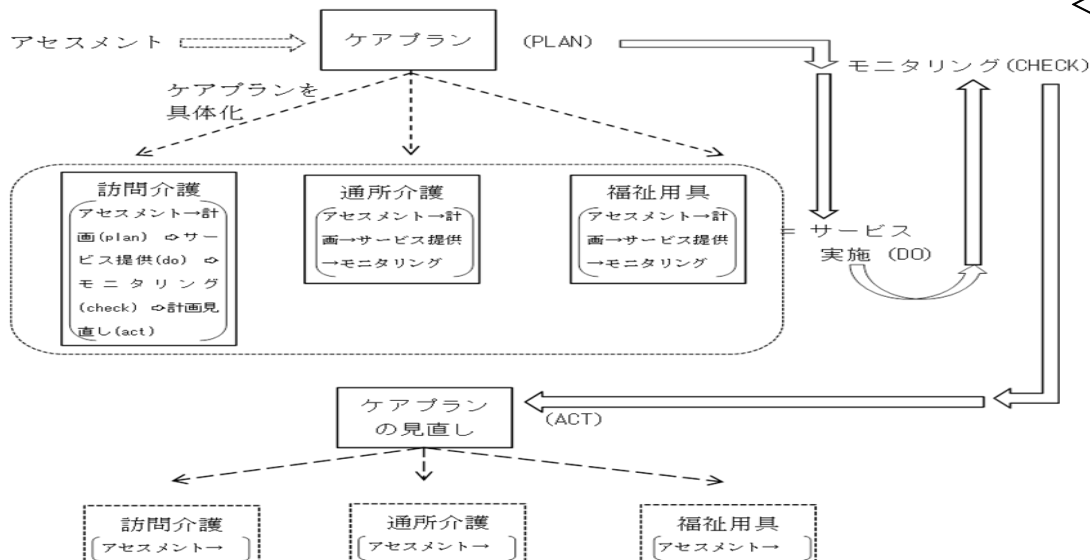 アセスメント
ケアプラン
(PLAN)
モニタリング(CHECK)
ケアプランを
具体化
訪問介護
アセスメント→計
画(plan) ⇨サー
ビス提供(do) ⇨
モニタリング
(check) ⇨計画見
直し(act)
通所介護
アセスメント→計
画→サービス提供
→モニタリング
福祉用具
アセスメント→計
画→サービス提供
→モニタリング
= サービス
実施 (DO)
ケアプラン
の見直し
(ACT)
訪問介護
アセスメント→
通所介護
アセスメント→
福祉用具
アセスメント→